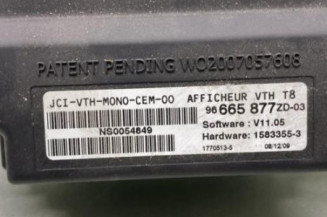 PATENT PENDING WO2007057608
JCI-VTH-MONO-CEM-00 AFFICHEUR VTH T8
96 665 877ZD-03
NS0054649
Software : V11.05
Hardware: 1583355-3
1770513-5 08/12/09